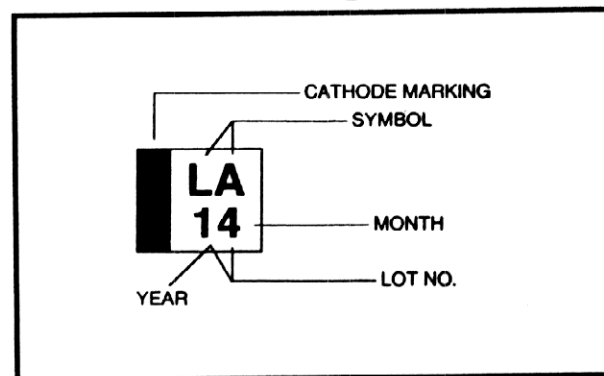 CATHODE MARKING
SYMBOL
LA
14
MONTH
LOT NO.
YEAR